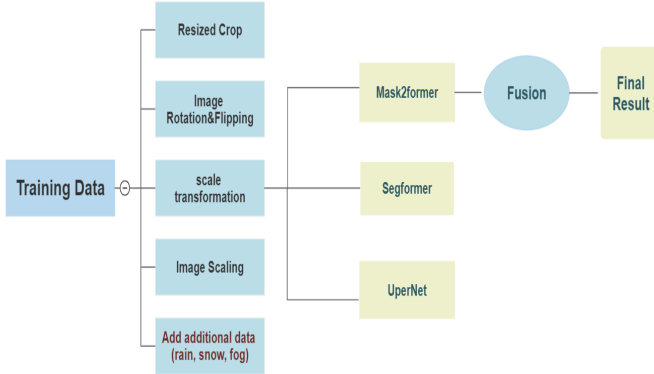 Training Data
Resized Crop
Image
Rotation&Flipping
scale
transformation
Image Scaling
Add additional data
(rain, snow, fog)
Mask2former
Segformer
UperNet
Fusion
Final
Result